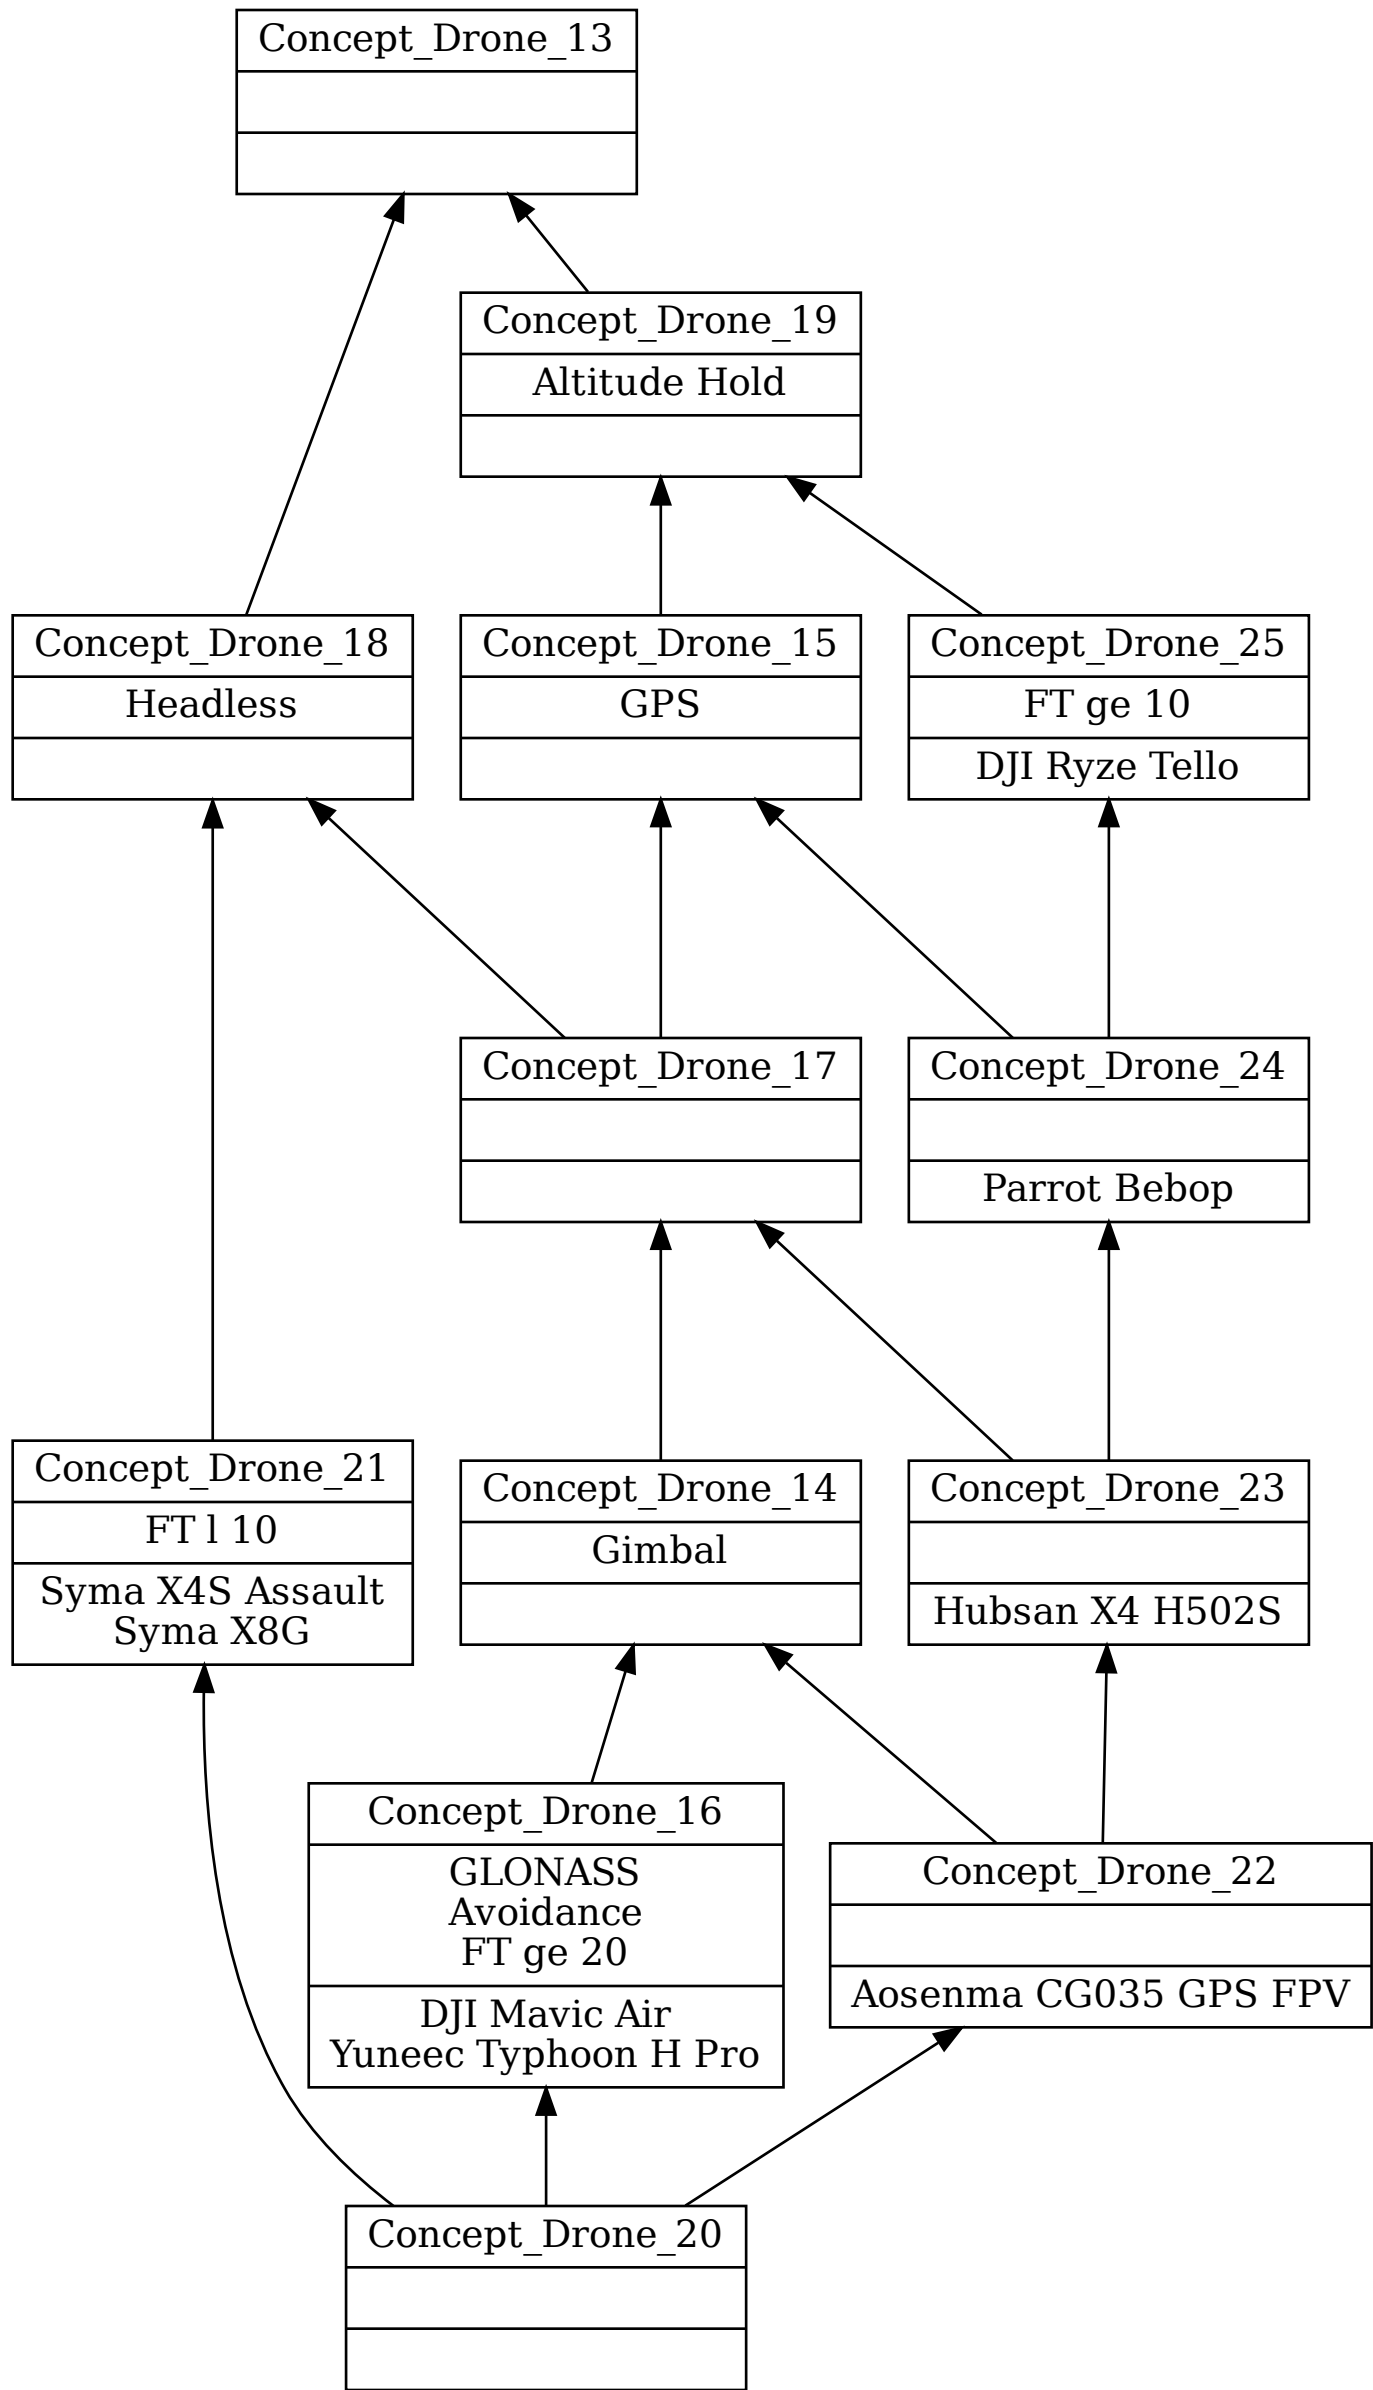 Concept_Drone_13
Concept_Drone_19
Altitude Hold
Concept_Drone_18
Headless
Concept_Drone_15
GPS
Concept_Drone_25
FT ge 10
DJI Ryze Tello
Concept_Drone_17
Concept_Drone_24
Parrot Bebop
Concept_Drone_21
FT l 10
Syma X4S Assault
Syma X8G
Concept_Drone_14
Gimbal
Concept_Drone_23
Hubsan X4 H502S
Concept_Drone_16
GLONASS
Avoidance
FT ge 20
DJI Mavic Air
Yuneec Typhoon H Pro
Concept_Drone_22
Aosenma CG035 GPS FPV
Concept_Drone_20